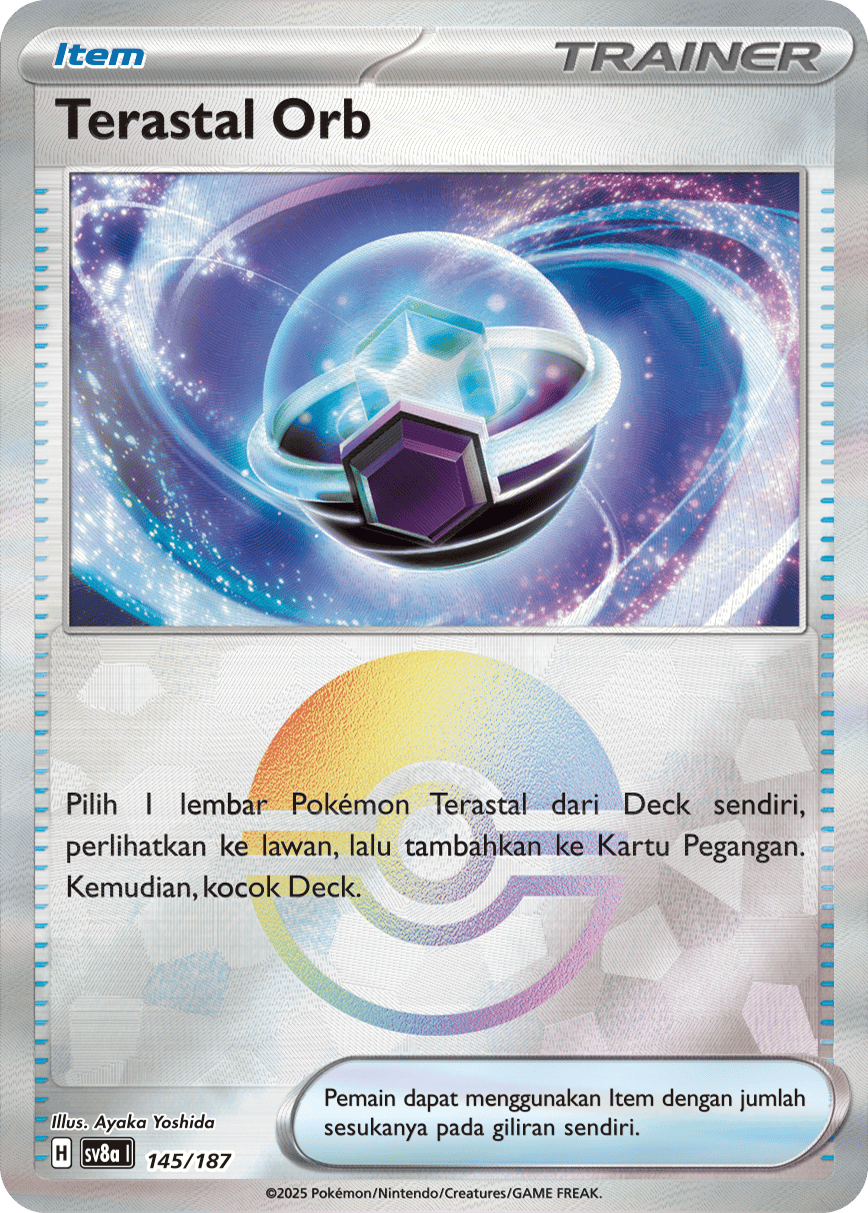 Item
TRAINER
Terastal Orb
Pilih 1 lembar Pokémon Terastal dari Deck sendiri,
perlihatkan ke lawan, lalu tambahkan ke Kartu Pegangan.
Kemudian, kocok Deck.
Pemain dapat menggunakan Item dengan jumlah
sesukanya pada giliran sendiri.
Illus. Ayaka Yoshida
H sv8a I 145/187
©2025 Pokémon/Nintendo/Creatures/GAME FREAK.